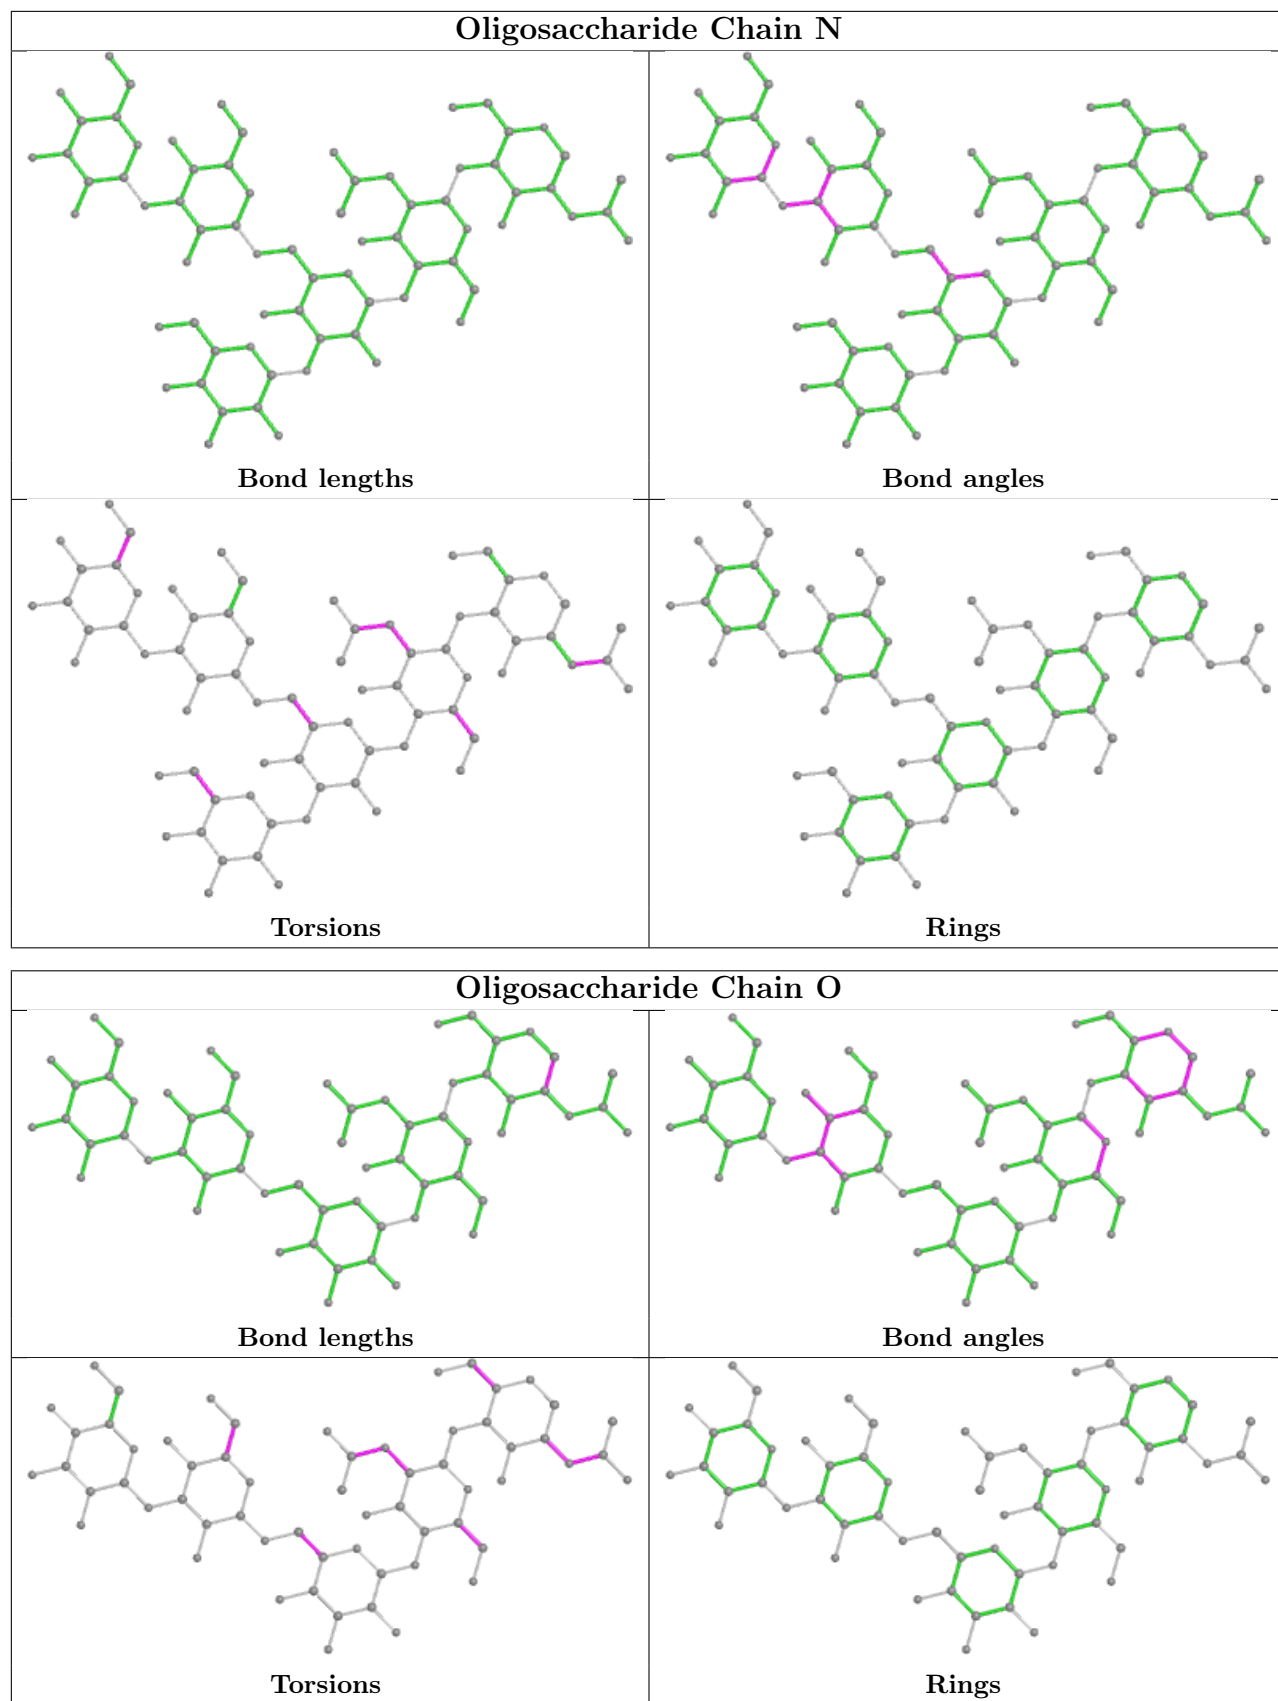 Oligosaccharide Chain N
Bond lengths
Bond angles
Torsions
Rings
Oligosaccharide Chain O
Bond lengths
Bond angles
Torsions
Rings